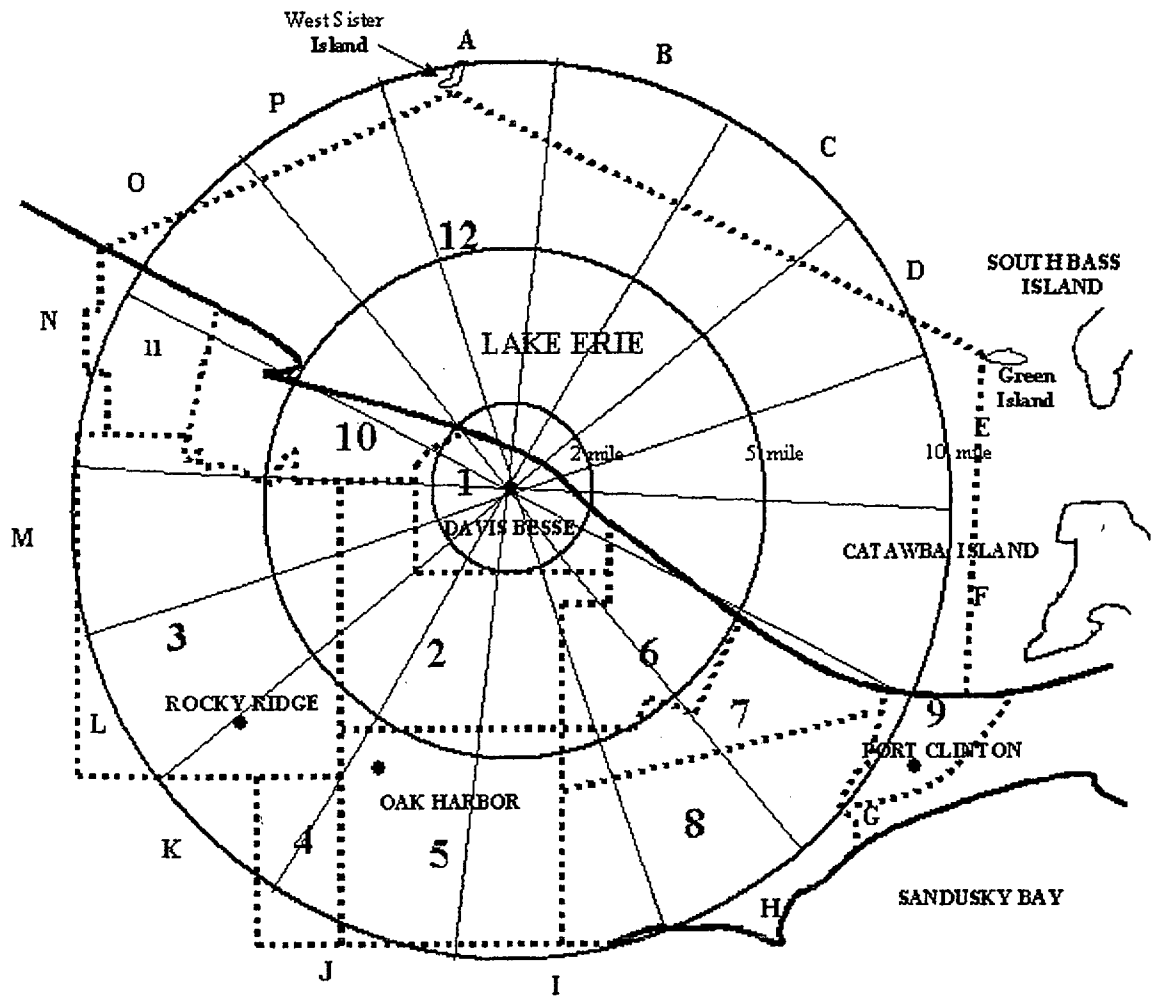 West Sister
Island
A
B
P
C
O
12
D
SOUTH BASS
ISLAND
N
11
LAKE ERIE
Green
Island
E
10
2 mile
5 mile
10 mile
1
DAVIS BESSE
M
CATAWBA ISLAND
F
3
2
6
ROCKY RIDGE
7
9
L
PORT CLINTON
OAK HARBOR
G
8
K
4
5
SANDUSKY BAY
H
J
I